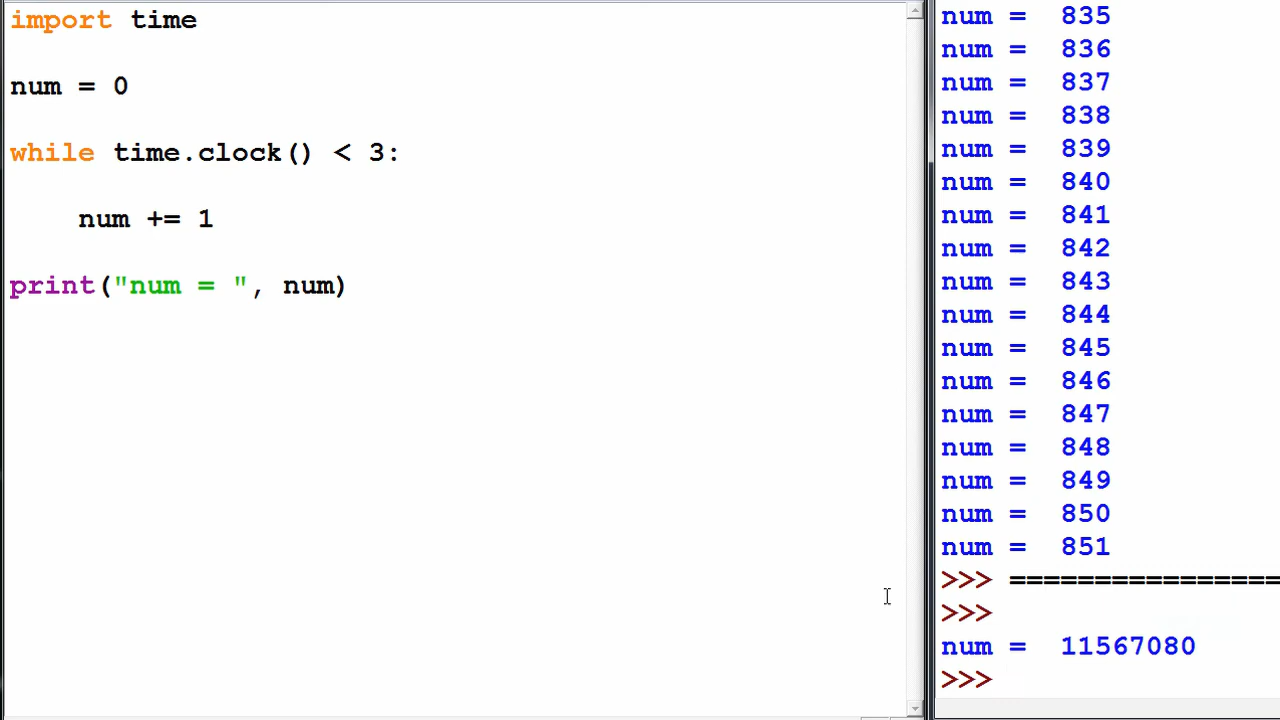 import time
num = 0
while time.clock() < 3:
    num += 1
print("num = ", num)
num =  835
num =  836
num =  837
num =  838
num =  839
num =  840
num =  841
num =  842
num =  843
num =  844
num =  845
num =  846
num =  847
num =  848
num =  849
num =  850
num =  851
>>> ================
>>>
num =  11567080
>>>